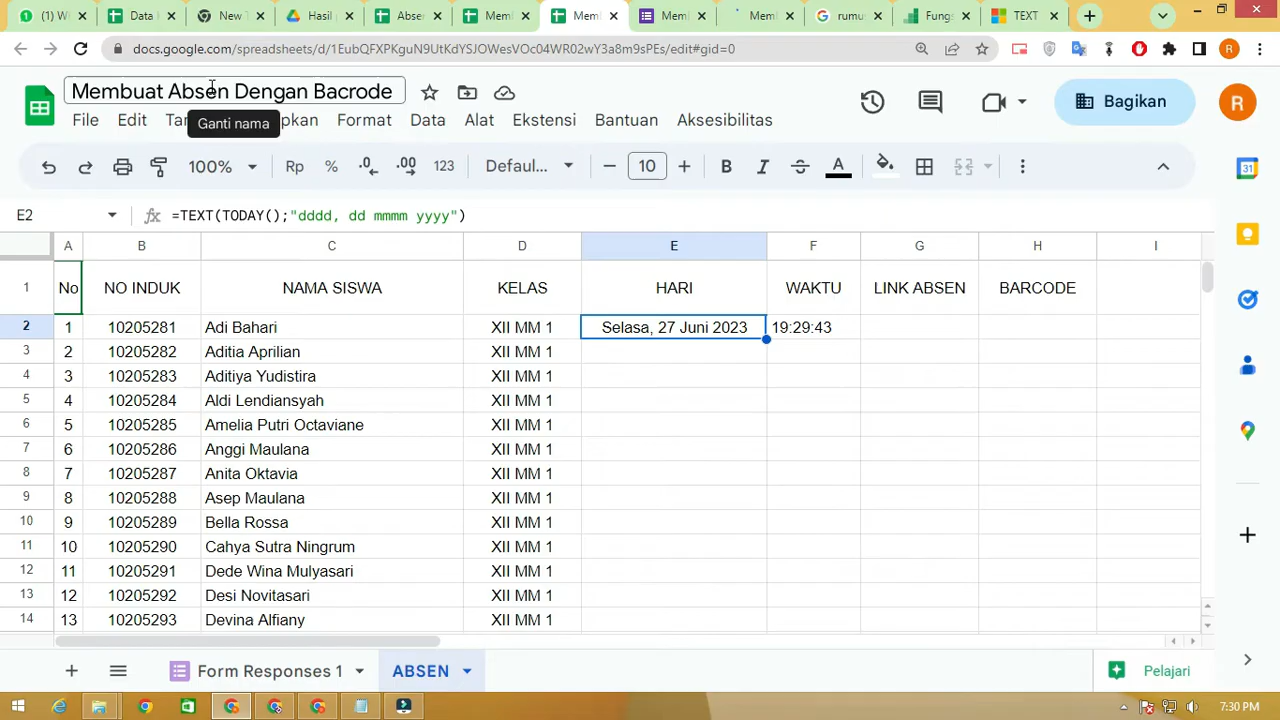 (1) W
Data
New T
Hasil
Abser
Memb
Memb
Memb
Memb
rumu
Fungs
TEXT
docs.google.com/spreadsheets/d/1EubQFXPKguN9UtKdYSJOWesVOc04WR02wY3a8m9sPEs/edit#gid=0
R
Membuat Absen Dengan Bacrode
Bagikan
R
File Edit Tam pkan Format Data Alat Ekstensi Bantuan Aksesibilitas
Ganti nama
100% Rp % .0 .00 123 Defaul... 10 B I A
31
E2 fx =TEXT(TODAY();"dddd, dd mmmm yyyy")
A B C D E F G H I
1 No NO INDUK NAMA SISWA KELAS HARI WAKTU LINK ABSEN BARCODE
2 1 10205281 Adi Bahari XII MM 1 Selasa, 27 Juni 2023 19:29:43
3 2 10205282 Aditia Aprilian XII MM 1
4 3 10205283 Aditiya Yudistira XII MM 1
5 4 10205284 Aldi Lendiansyah XII MM 1
6 5 10205285 Amelia Putri Octaviane XII MM 1
7 6 10205286 Anggi Maulana XII MM 1
8 7 10205287 Anita Oktavia XII MM 1
9 8 10205288 Asep Maulana XII MM 1
10 9 10205289 Bella Rossa XII MM 1
11 10 10205290 Cahya Sutra Ningrum XII MM 1
12 11 10205291 Dede Wina Mulyasari XII MM 1
13 12 10205292 Desi Novitasari XII MM 1
14 13 10205293 Devina Alfiany XII MM 1
Form Responses 1 ABSEN Pelajari
7:30 PM